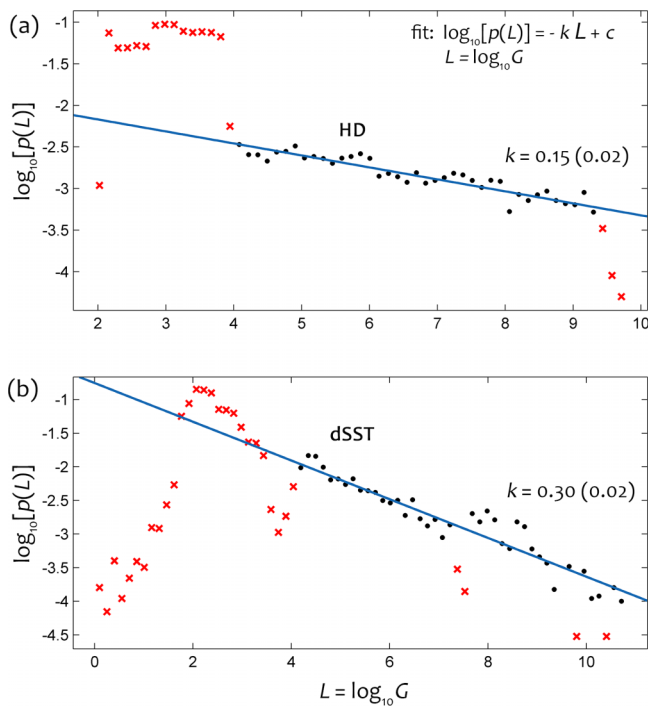 (a)
fit: log₁₀[p(L)] = - k L + c
L = log₁₀G
HD
k = 0.15 (0.02)
log₁₀[p(L)]
-1
-1.5
-2
-2.5
-3.0
-3.5
-4
2 3 4 5 6 7 8 9 10
(b)
dSST
k = 0.30 (0.02)
log₁₀[p(L)]
-1
-1.5
-2
-2.5
-3
-3.5
-4
-4.5
0 2 4 6 8 10
L = log₁₀G